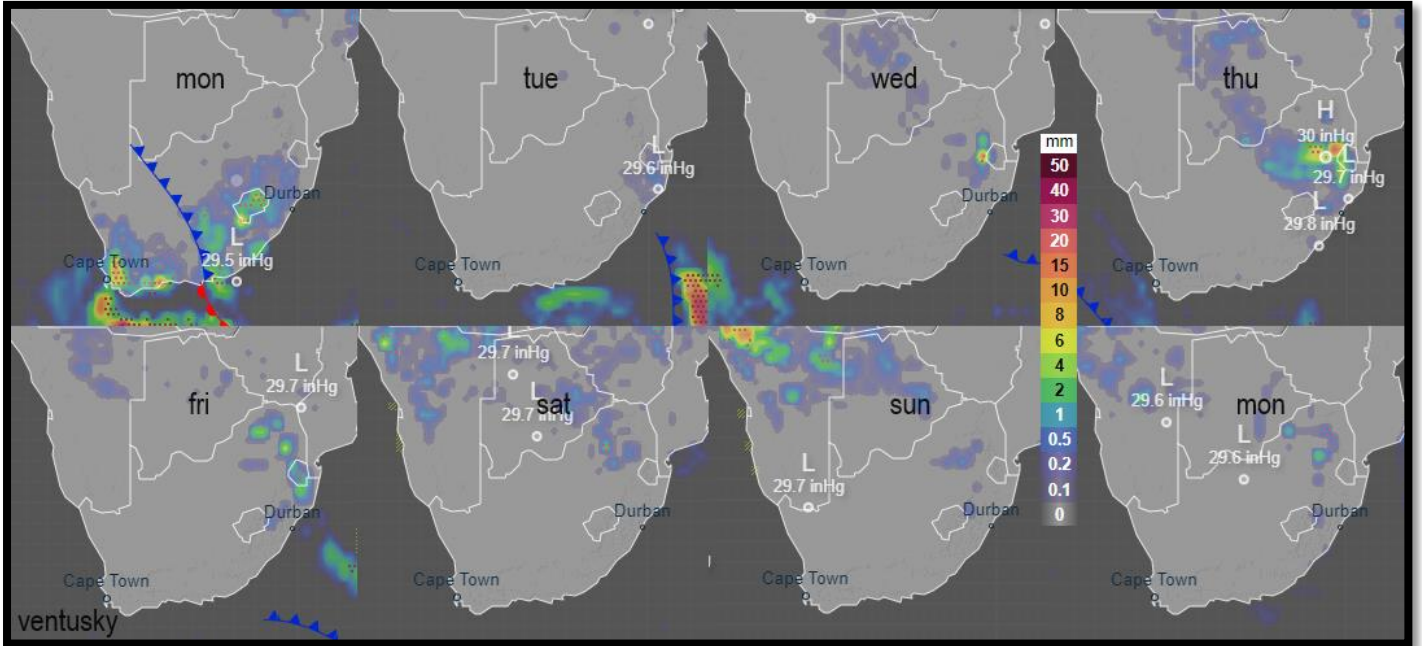 mon
Durban
L
29.5 inHg
Cape Town
tue
L
29.6 inHg
Cape Town
wed
Durban
Cape Town
mm
50
40
30
20
15
10
8
6
4
2
1
0.5
0.2
0.1
0
thu
H
30 inHg
L
29.7 inHg
L
29.8 inHg
fri
L
29.7 inHg
Durban
Cape Town
ventusky
L
29.7 inHg
L
29.7 inHg
sat
Durban
Cape Town
sun
L
29.7 inHg
Durban
Cape Town
L
29.6 inHg
mon
L
29.6 inHg
Durban
Cape Town